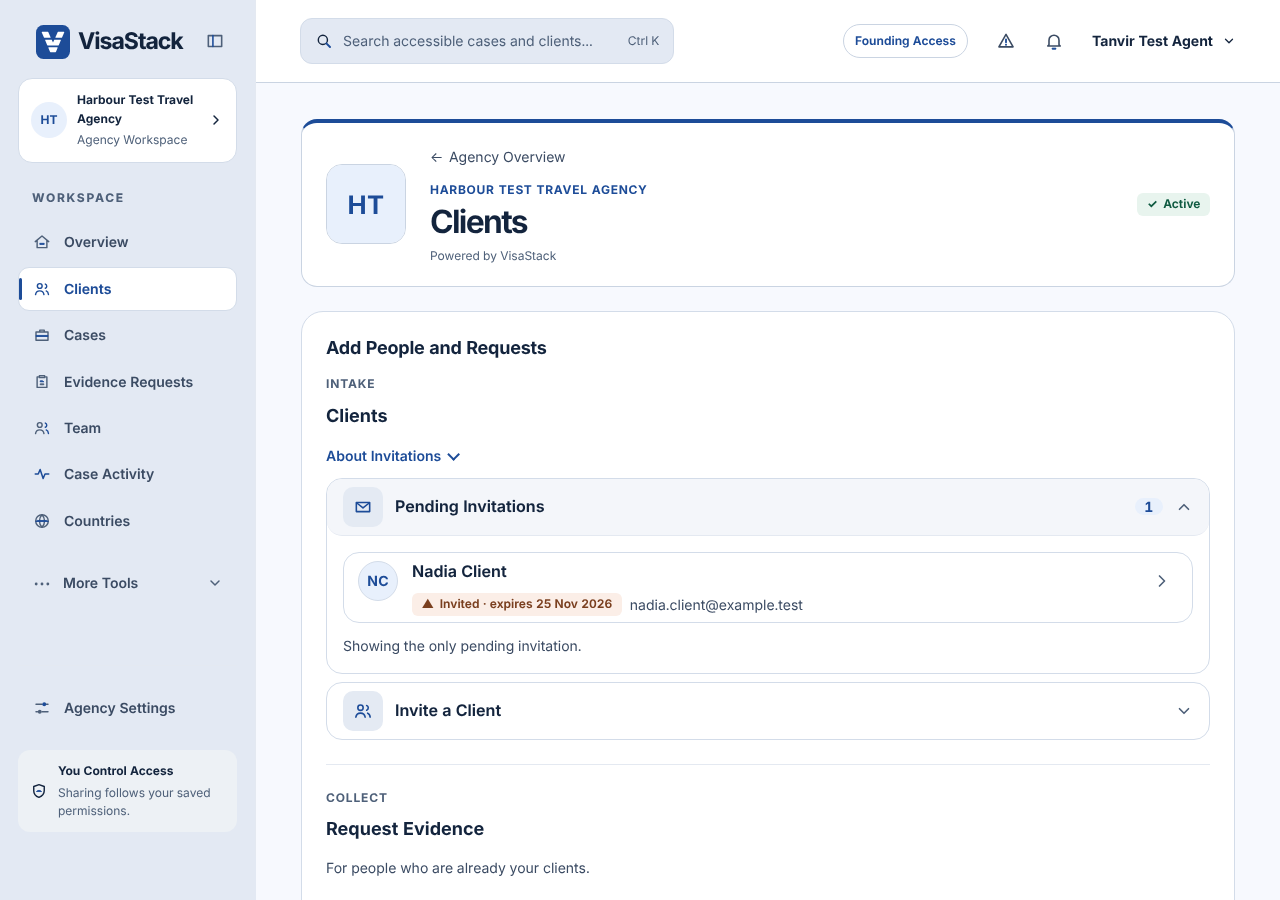 VisaStack
HT
Harbour Test Travel
Agency
Agency Workspace
WORKSPACE
Overview
Clients
Cases
Evidence Requests
Team
Case Activity
Countries
More Tools
Agency Settings
You Control Access
Sharing follows your saved
permissions.
Search accessible cases and clients...
Ctrl K
Founding Access
Tanvir Test Agent
← Agency Overview
HT
HARBOUR TEST TRAVEL AGENCY
Clients
Powered by VisaStack
Active
Add People and Requests
INTAKE
Clients
About Invitations
Pending Invitations
1
NC
Nadia Client
Invited · expires 25 Nov 2026
nadia.client@example.test
Showing the only pending invitation.
Invite a Client
COLLECT
Request Evidence
For people who are already your clients.